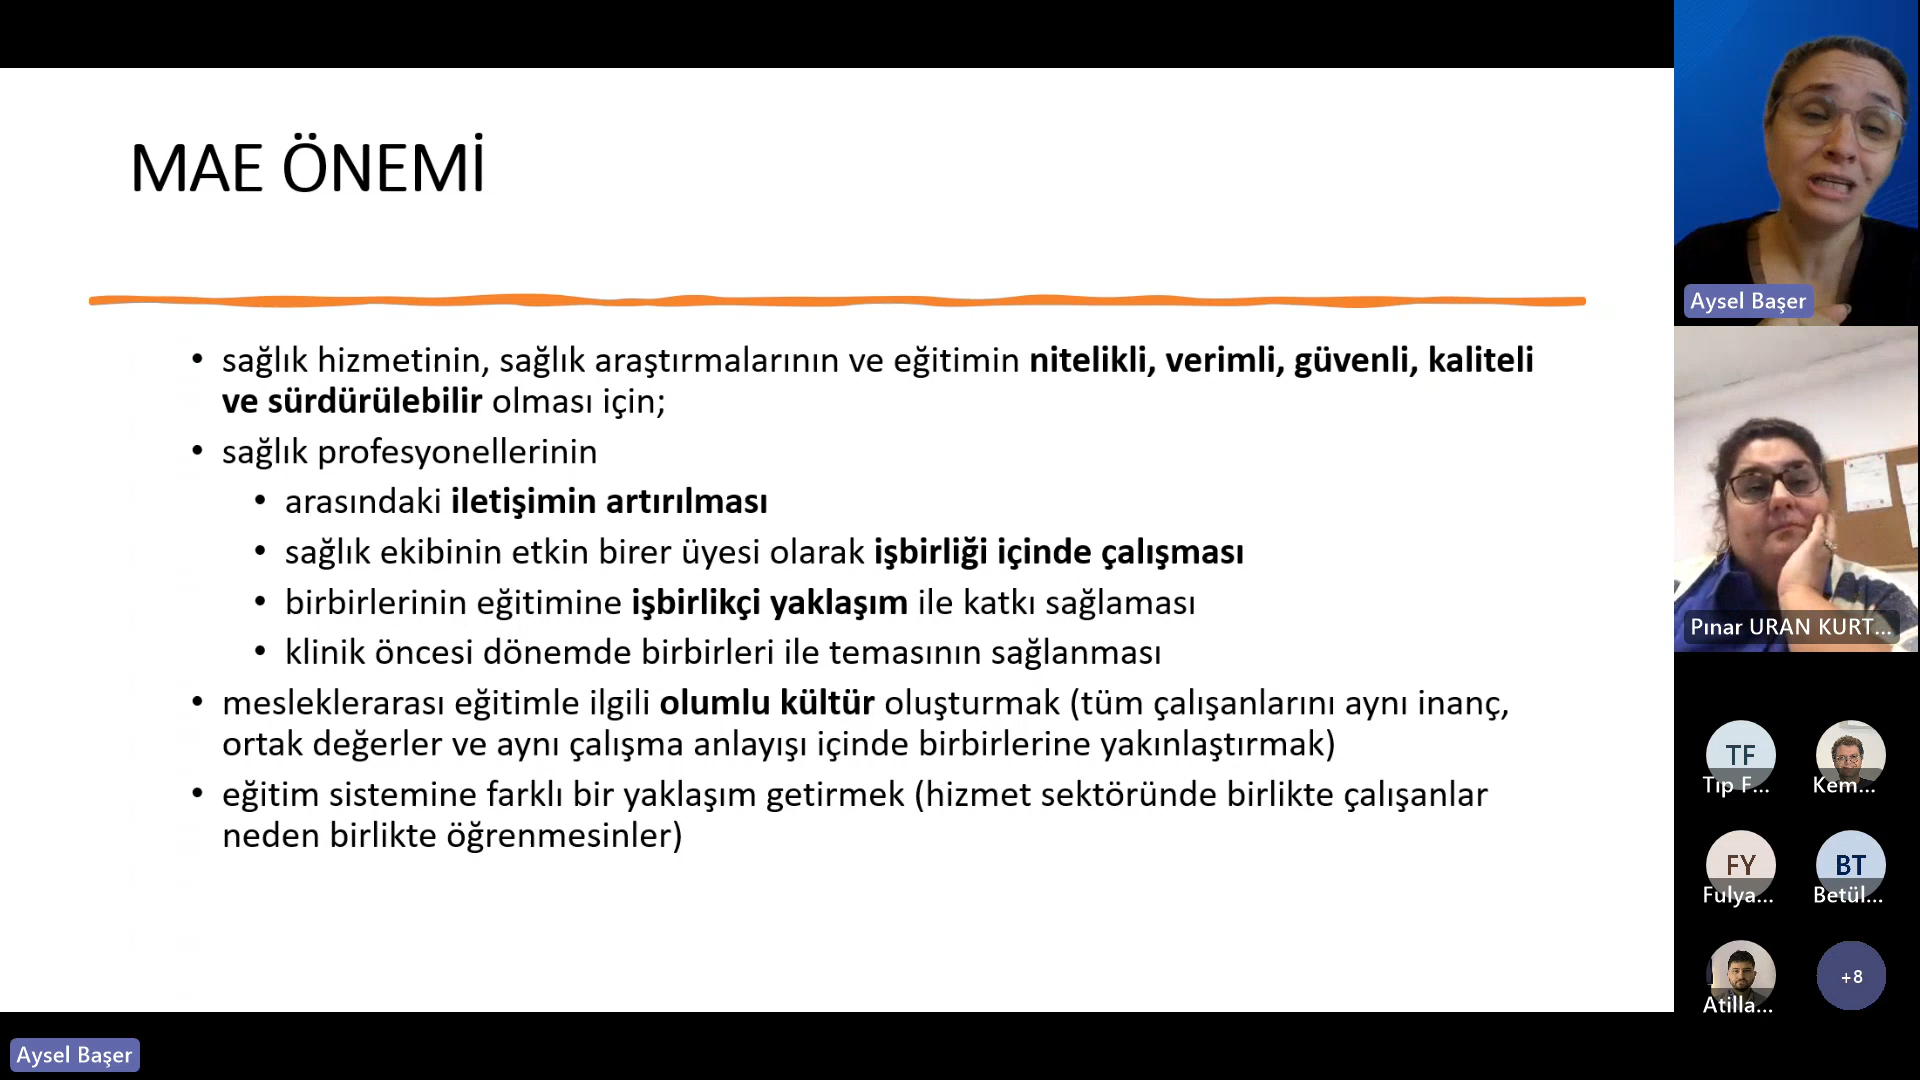 MAE ÖNEMİ
• sağlık hizmetinin, sağlık araştırmalarının ve eğitimin nitelikli, verimli, güvenli, kaliteli
ve sürdürülebilir olması için;
• sağlık profesyonellerinin
• arasındaki iletişimin artırılması
• sağlık ekibinin etkin birer üyesi olarak işbirliği içinde çalışması
• birbirlerinin eğitimine işbirlikçi yaklaşım ile katkı sağlaması
• klinik öncesi dönemde birbirleri ile temasının sağlanması
• mesleklerarası eğitimle ilgili olumlu kültür oluşturmak (tüm çalışanlarını aynı inanç,
ortak değerler ve aynı çalışma anlayışı içinde birbirlerine yakınlaştırmak)
• eğitim sistemine farklı bir yaklaşım getirmek (hizmet sektöründe birlikte çalışanlar
neden birlikte öğrenmesinler)
Aysel Başer
Aysel Başer
Pınar URAN KURT...
TF
Tıp F...
Kem...
FY
Fulya...
BT
Betül...
Atilla...
+8